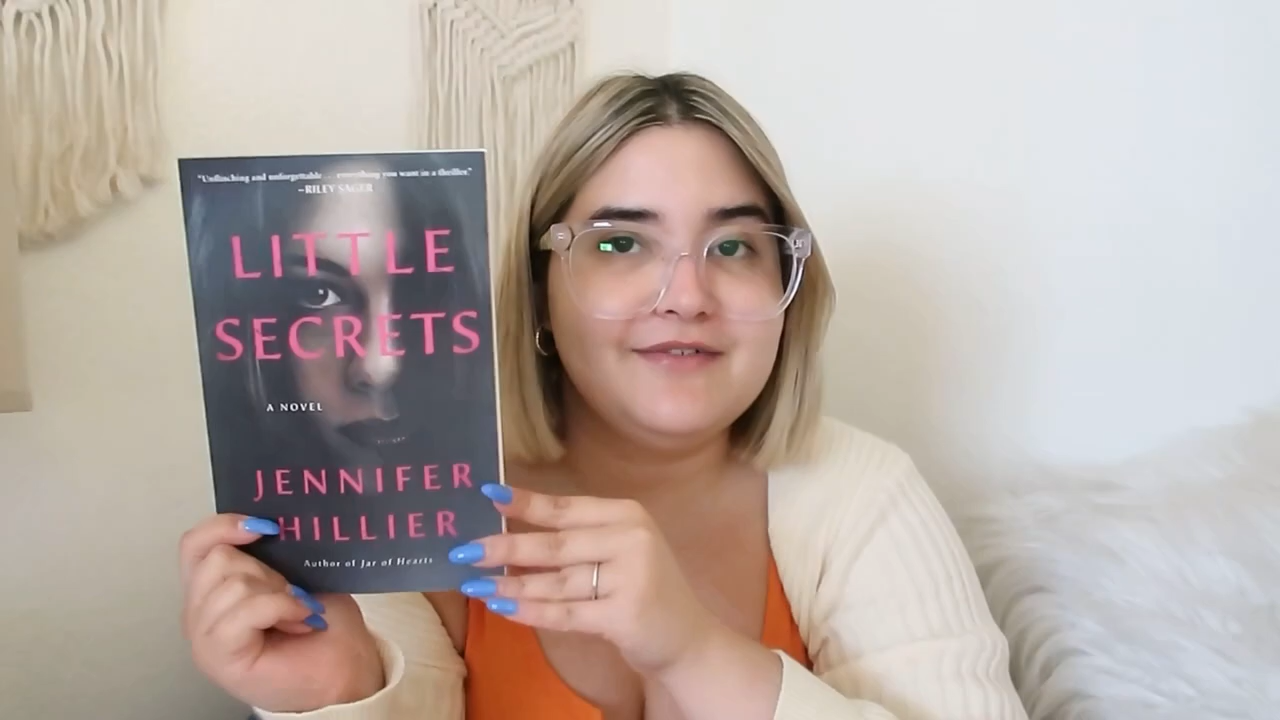 "Unflinching and unforgettable . . . everything you want in a thriller."
–RILEY SAGER
LITTLE
SECRETS
A NOVEL
JENNIFER
HILLIER
Author of Jar of Hearts